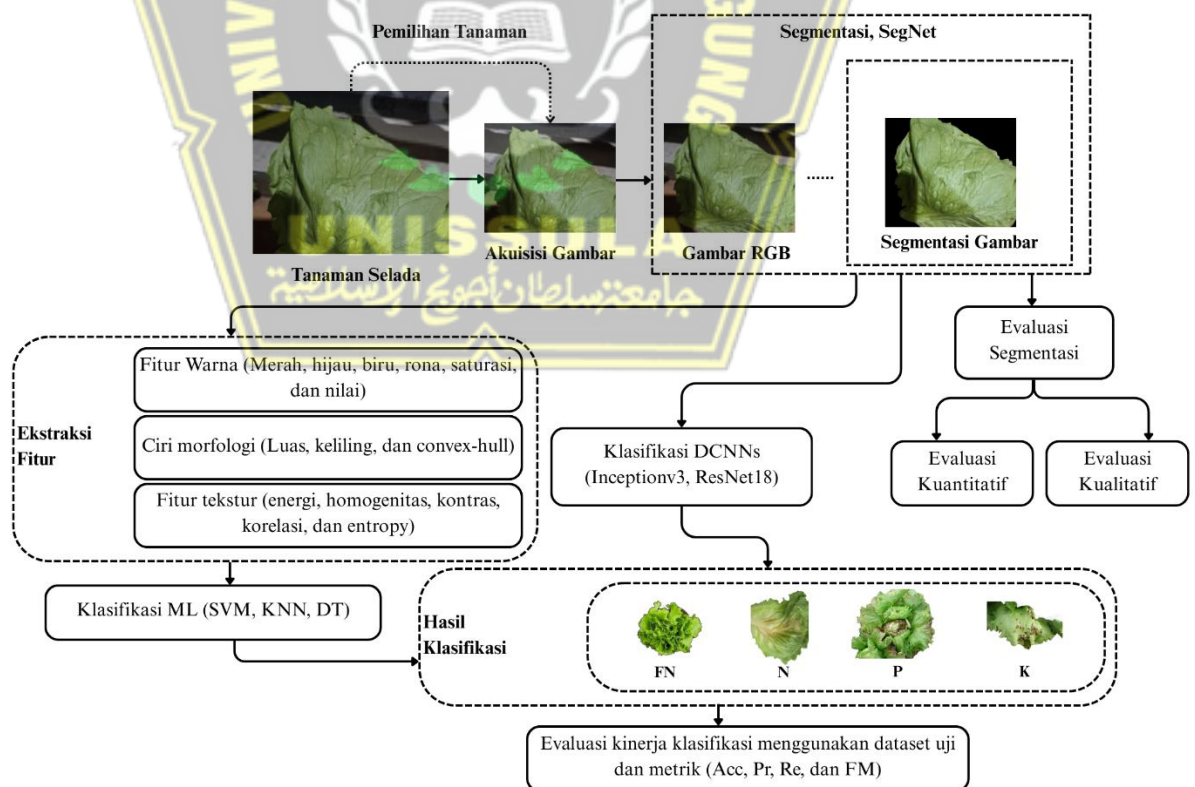 Pemilihan Tanaman
Segmentasi, SegNet
Tanaman Selada
Akuisisi Gambar
Gambar RGB
......
Segmentasi Gambar
UNISSULA
جامعتسلطان أجونج الإسلامية
Ekstraksi
Fitur
Fitur Warna (Merah, hijau, biru, rona, saturasi,
dan nilai)
Ciri morfologi (Luas, keliling, dan convex-hull)
Fitur tekstur (energi, homogenitas, kontras,
korelasi, dan entropy)
Klasifikasi ML (SVM, KNN, DT)
Klasifikasi DCNNs
(Inceptionv3, ResNet18)
Evaluasi
Segmentasi
Evaluasi
Kuantitatif
Evaluasi
Kualitatif
Hasil
Klasifikasi
FN
N
P
K
Evaluasi kinerja klasifikasi menggunakan dataset uji
dan metrik (Acc, Pr, Re, dan FM)